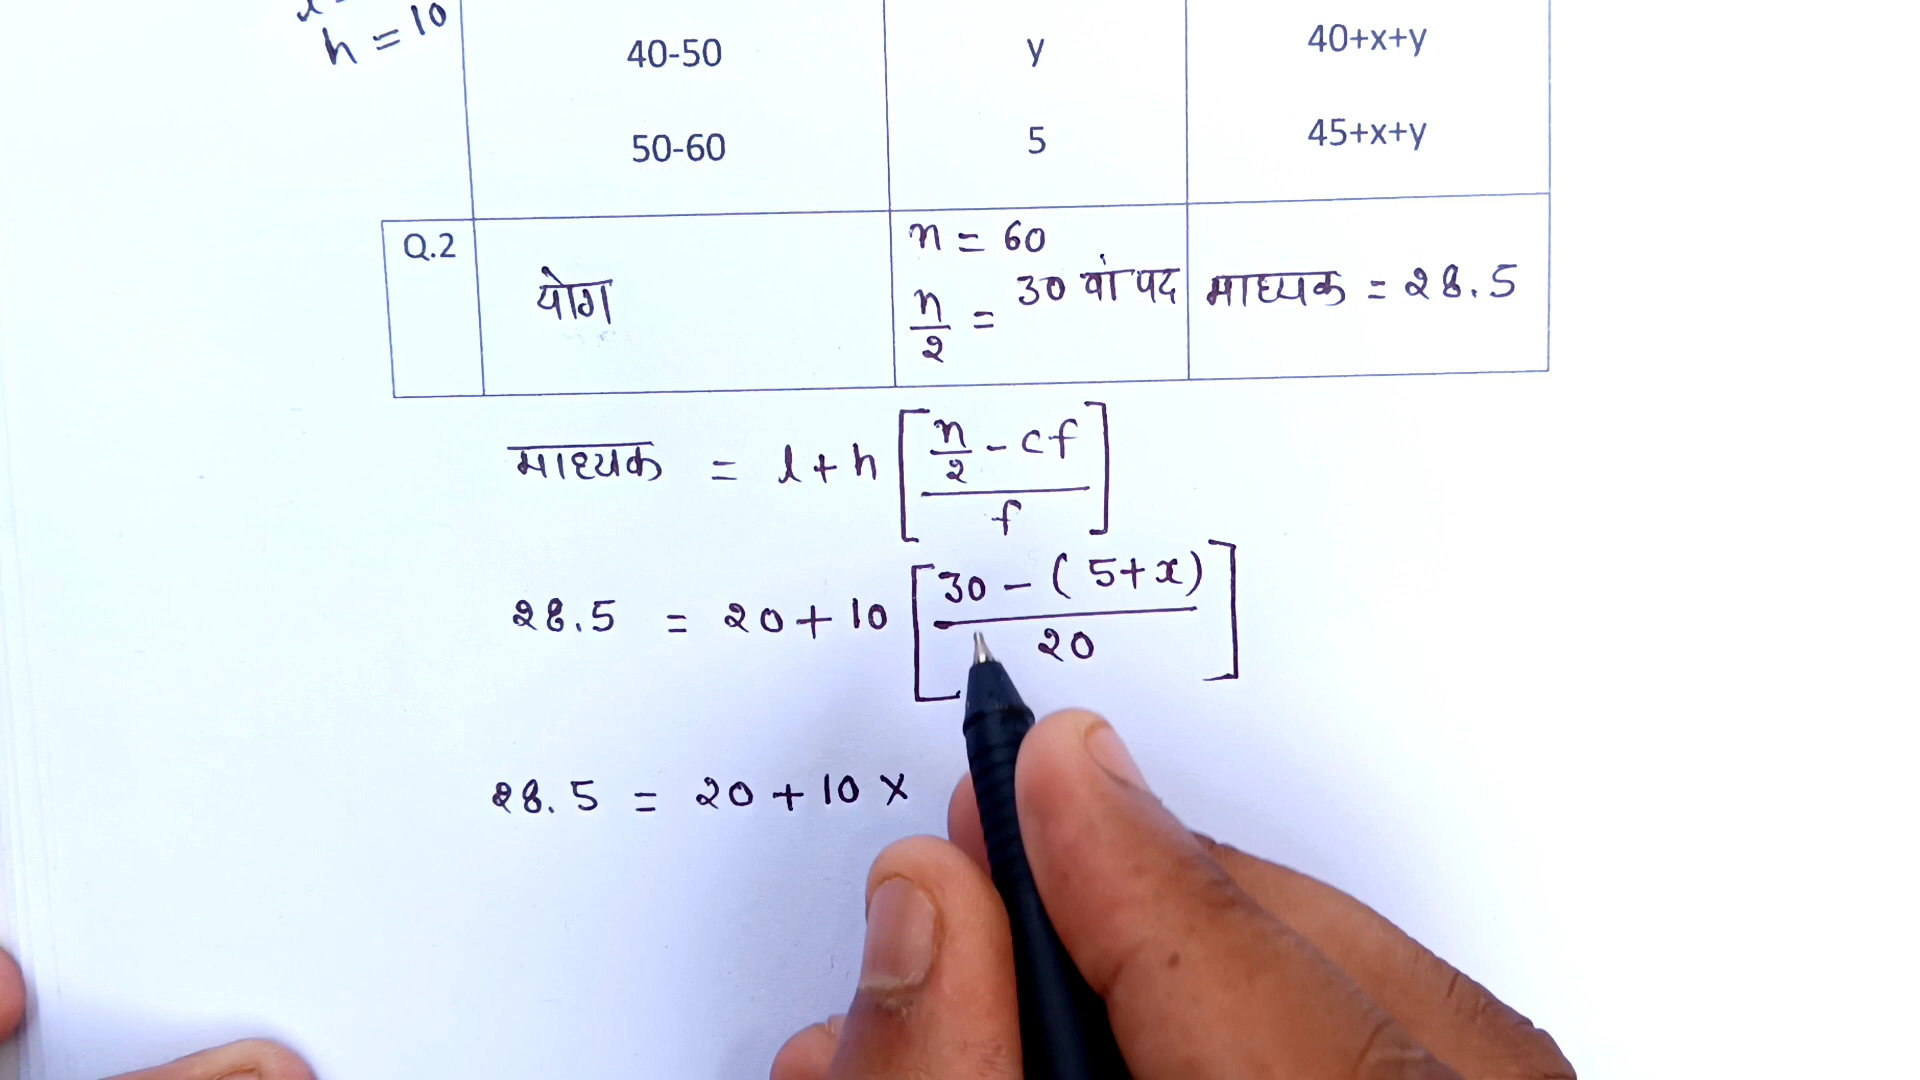 h = 10
40-50 y 40+x+y
50-60 5 45+x+y
Q.2 योग n = 60 n/2 = 30 वां पद माध्यक = 28.5
माध्यक = l + h [ (n/2 - cf) / f ]
28.5 = 20 + 10 [ (30 - (5+x)) / 20 ]
28.5 = 20 + 10 ×